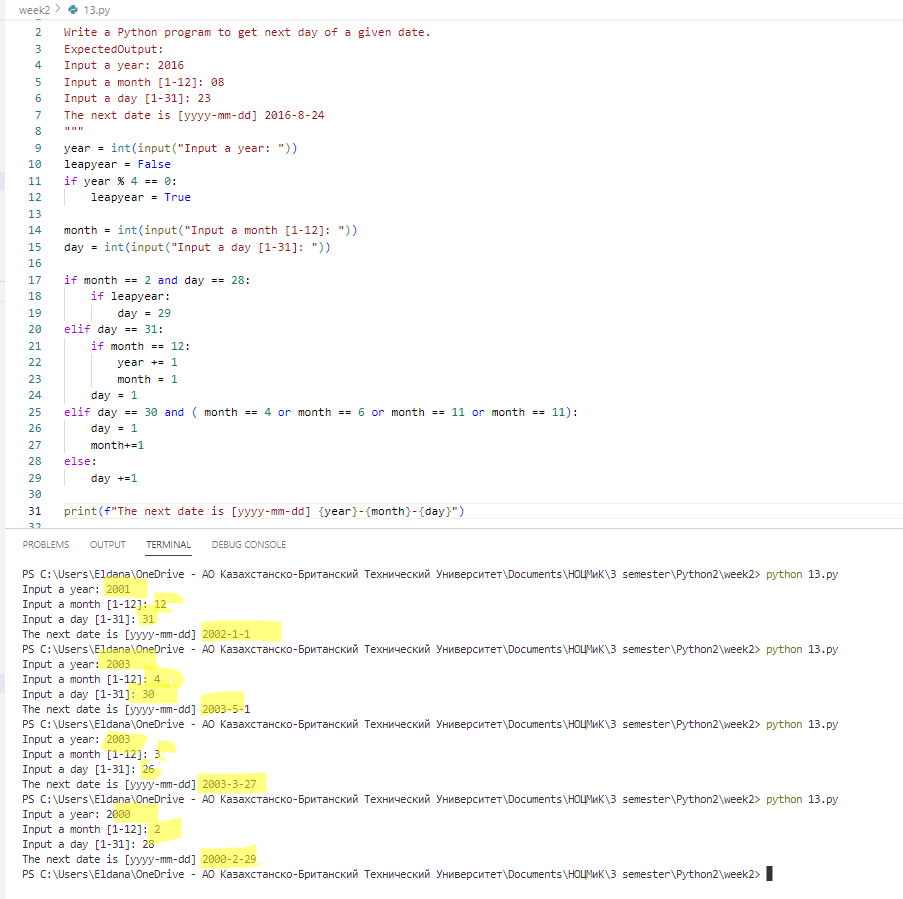 week2 > 13.py
2 Write a Python program to get next day of a given date.
3 ExpectedOutput:
4 Input a year: 2016
5 Input a month [1-12]: 08
6 Input a day [1-31]: 23
7 The next date is [yyyy-mm-dd] 2016-8-24
8 """
9 year = int(input("Input a year: "))
10 leapyear = False
11 if year % 4 == 0:
12     leapyear = True
13
14 month = int(input("Input a month [1-12]: "))
15 day = int(input("Input a day [1-31]: "))
16
17 if month == 2 and day == 28:
18     if leapyear:
19         day = 29
20 elif day == 31:
21     if month == 12:
22         year += 1
23         month = 1
24     day = 1
25 elif day == 30 and ( month == 4 or month == 6 or month == 11 or month == 11):
26     day = 1
27     month+=1
28 else:
29     day +=1
30
31 print(f"The next date is [yyyy-mm-dd] {year}-{month}-{day}")
32
PROBLEMS OUTPUT TERMINAL DEBUG CONSOLE
PS C:\Users\Eldana\OneDrive - АО Казахстанско-Британский Технический Университет\Documents\НОЦМиК\3 semester\Python2\week2> python 13.py
Input a year: 2001
Input a month [1-12]: 12
Input a day [1-31]: 31
The next date is [yyyy-mm-dd] 2002-1-1
PS C:\Users\Eldana\OneDrive - АО Казахстанско-Британский Технический Университет\Documents\НОЦМиК\3 semester\Python2\week2> python 13.py
Input a year: 2003
Input a month [1-12]: 4
Input a day [1-31]: 30
The next date is [yyyy-mm-dd] 2003-5-1
PS C:\Users\Eldana\OneDrive - АО Казахстанско-Британский Технический Университет\Documents\НОЦМиК\3 semester\Python2\week2> python 13.py
Input a year: 2003
Input a month [1-12]: 3
Input a day [1-31]: 26
The next date is [yyyy-mm-dd] 2003-3-27
PS C:\Users\Eldana\OneDrive - АО Казахстанско-Британский Технический Университет\Documents\НОЦМиК\3 semester\Python2\week2> python 13.py
Input a year: 2000
Input a month [1-12]: 2
Input a day [1-31]: 28
The next date is [yyyy-mm-dd] 2000-2-29
PS C:\Users\Eldana\OneDrive - АО Казахстанско-Британский Технический Университет\Documents\НОЦМиК\3 semester\Python2\week2>